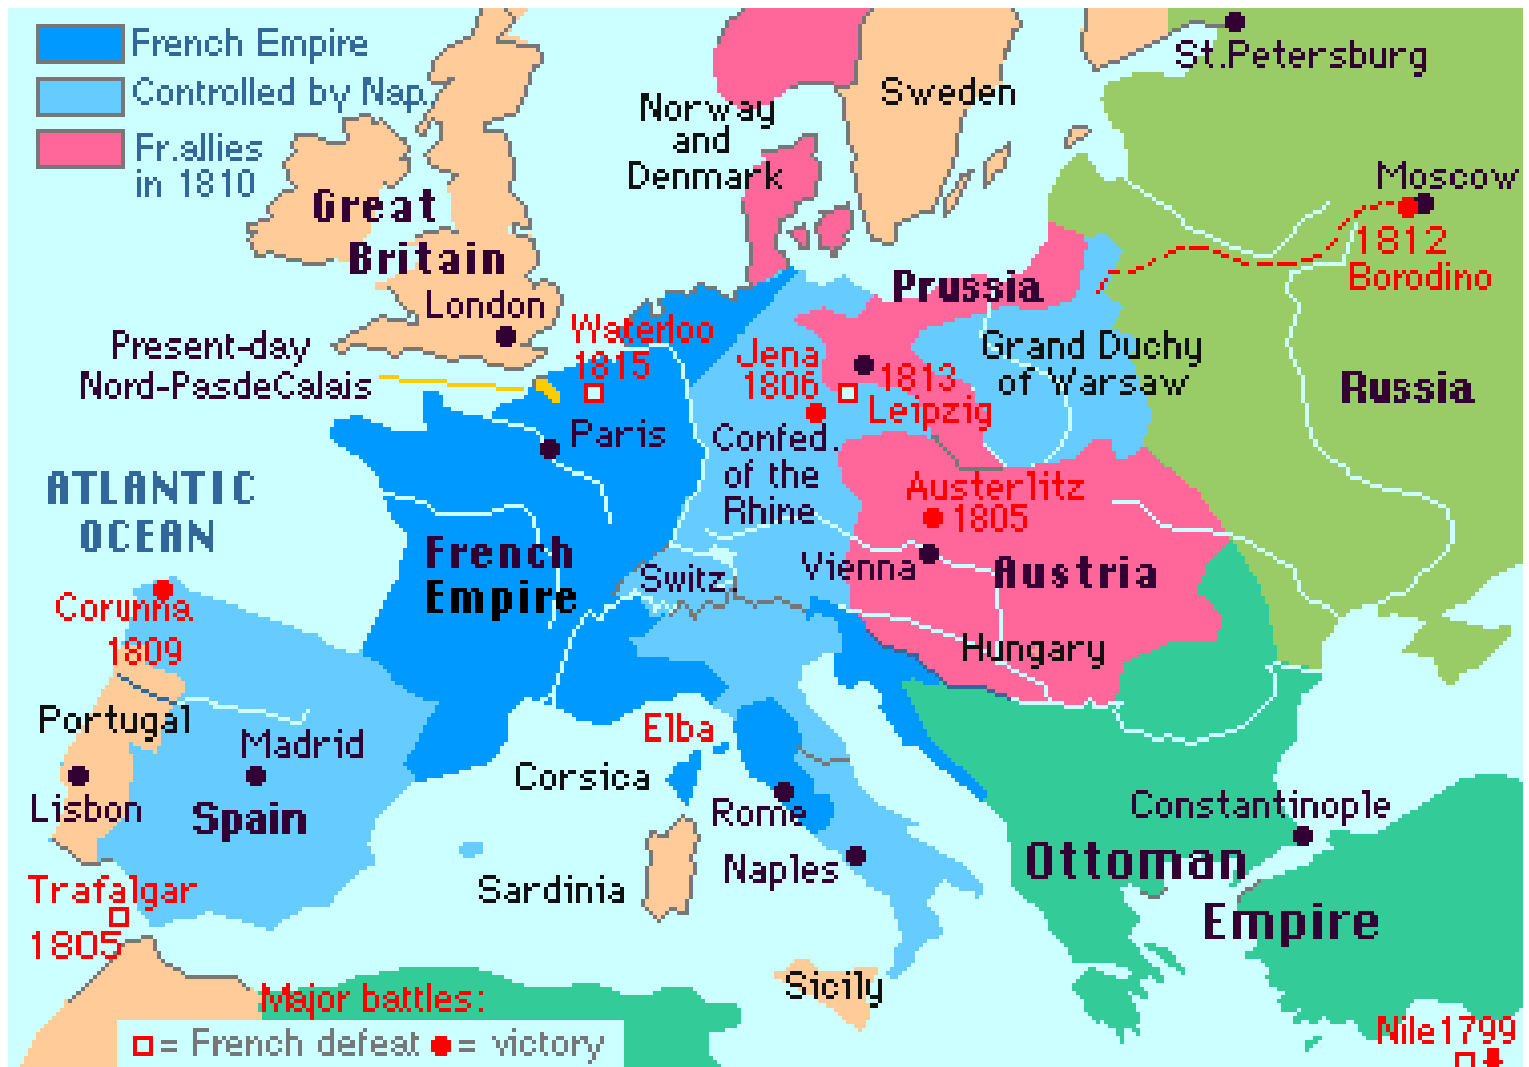 French Empire
Controlled by Nap.
Fr.allies
in 1810
St.Petersburg
Sweden
Norway
and
Denmark
Moscow
1812
Borodino
Great
Britain
London
Prussia
Present-day
Nord-PasdeCalais
Waterloo
1815
Jena
1806
1813
Leipzig
Grand Duchy
of Warsaw
Russia
Paris
Confed.
of the
Rhine
ATLANTIC
OCEAN
Austerlitz
1805
French
Empire
Switz.
Vienna
Austria
Corunna
1809
Hungary
Portugal
Madrid
Elba
Corsica
Lisbon
Spain
Rome
Constantinople
Naples
Ottoman
Empire
Sardinia
Trafalgar
1805
Sicily
Major battles:
= French defeat = victory
Nile1799